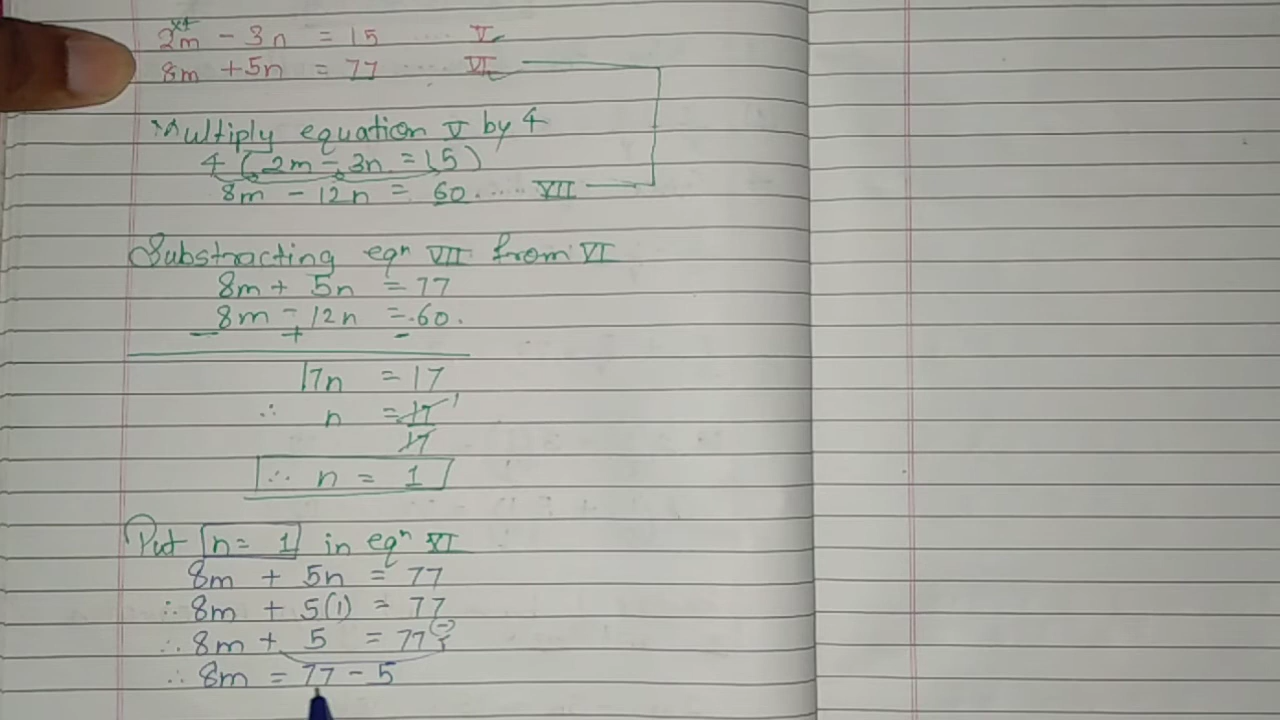 x4
2m - 3n = 15 ..... V
8m + 5n = 77 ..... VI
Multiply equation V by 4
4 (2m - 3n = 15)
8m - 12n = 60 ..... VII
Substracting eqⁿ VII from VI
8m + 5n = 77
8m - 12n = 60.
- + -
17n = 17
∴ n = 17 1
17
∴ n = 1
Put n = 1 in eqⁿ VI
8m + 5n = 77
∴ 8m + 5(1) = 77
∴ 8m + 5 = 77
∴ 8m = 77 - 5